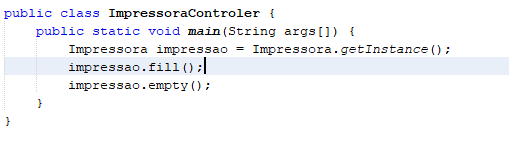 public class ImpressoraControler {
    public static void main(String args[]) {
        Impressora impressao = Impressora.getInstance();
        impressao.fill();
        impressao.empty();
    }
}